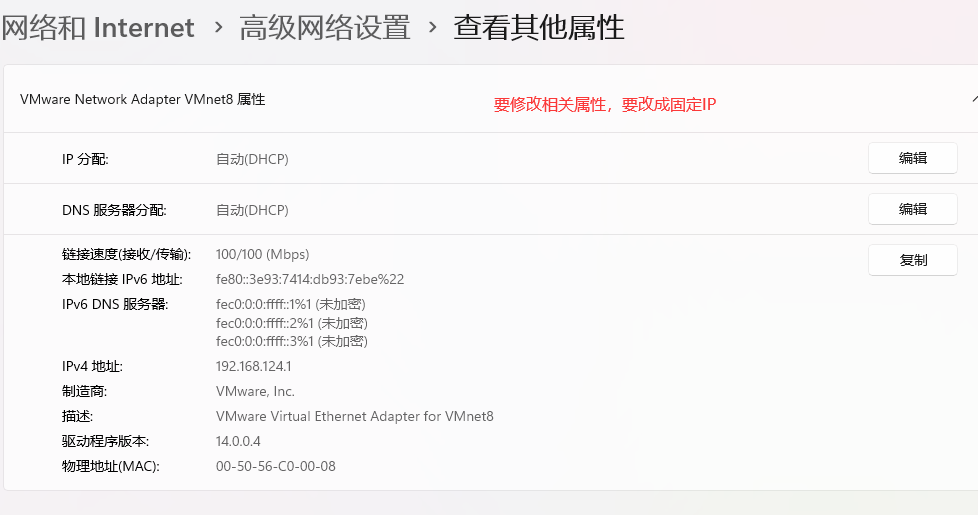 网络和 Internet › 高级网络设置 › 查看其他属性
VMware Network Adapter VMnet8 属性
要修改相关属性，要改成固定IP
IP 分配: 自动(DHCP) 编辑
DNS 服务器分配: 自动(DHCP) 编辑
链接速度(接收/传输): 100/100 (Mbps) 复制
本地链接 IPv6 地址: fe80::3e93:7414:db93:7ebe%22
IPv6 DNS 服务器: fec0:0:0:ffff::1%1 (未加密)
fec0:0:0:ffff::2%1 (未加密)
fec0:0:0:ffff::3%1 (未加密)
IPv4 地址: 192.168.124.1
制造商: VMware, Inc.
描述: VMware Virtual Ethernet Adapter for VMnet8
驱动程序版本: 14.0.0.4
物理地址(MAC): 00-50-56-C0-00-08